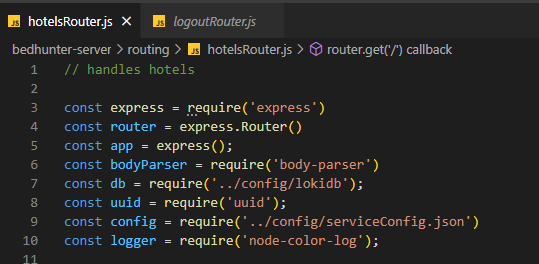 JS hotelsRouter.js X JS logoutRouter.js
bedhunter-server > routing > JS hotelsRouter.js > router.get('/') callback
1 // handles hotels
2
3 const express = require('express')
4 const router = express.Router()
5 const app = express();
6 const bodyParser = require('body-parser')
7 const db = require('../config/lokidb');
8 const uuid = require('uuid');
9 const config = require('../config/serviceConfig.json')
10 const logger = require('node-color-log');
11